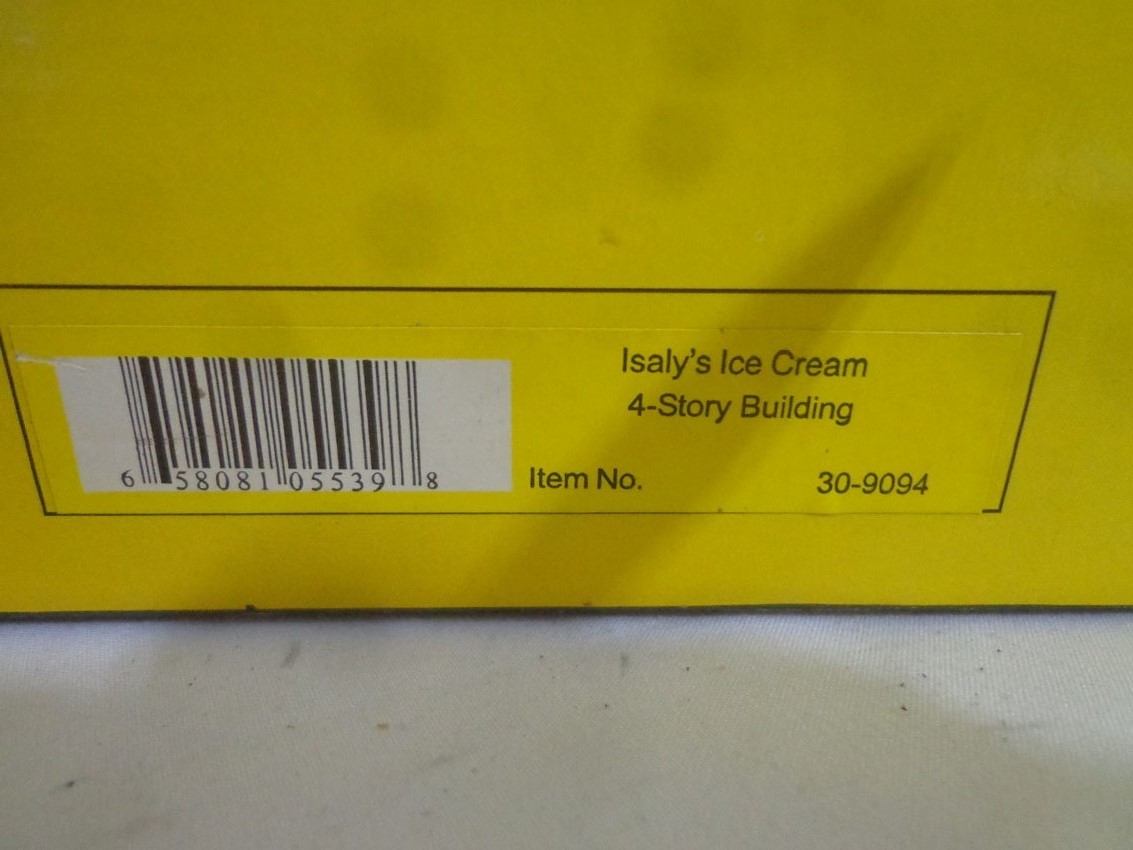 Isaly's Ice Cream
4-Story Building
Item No. 30-9094
6 58081 05539 8